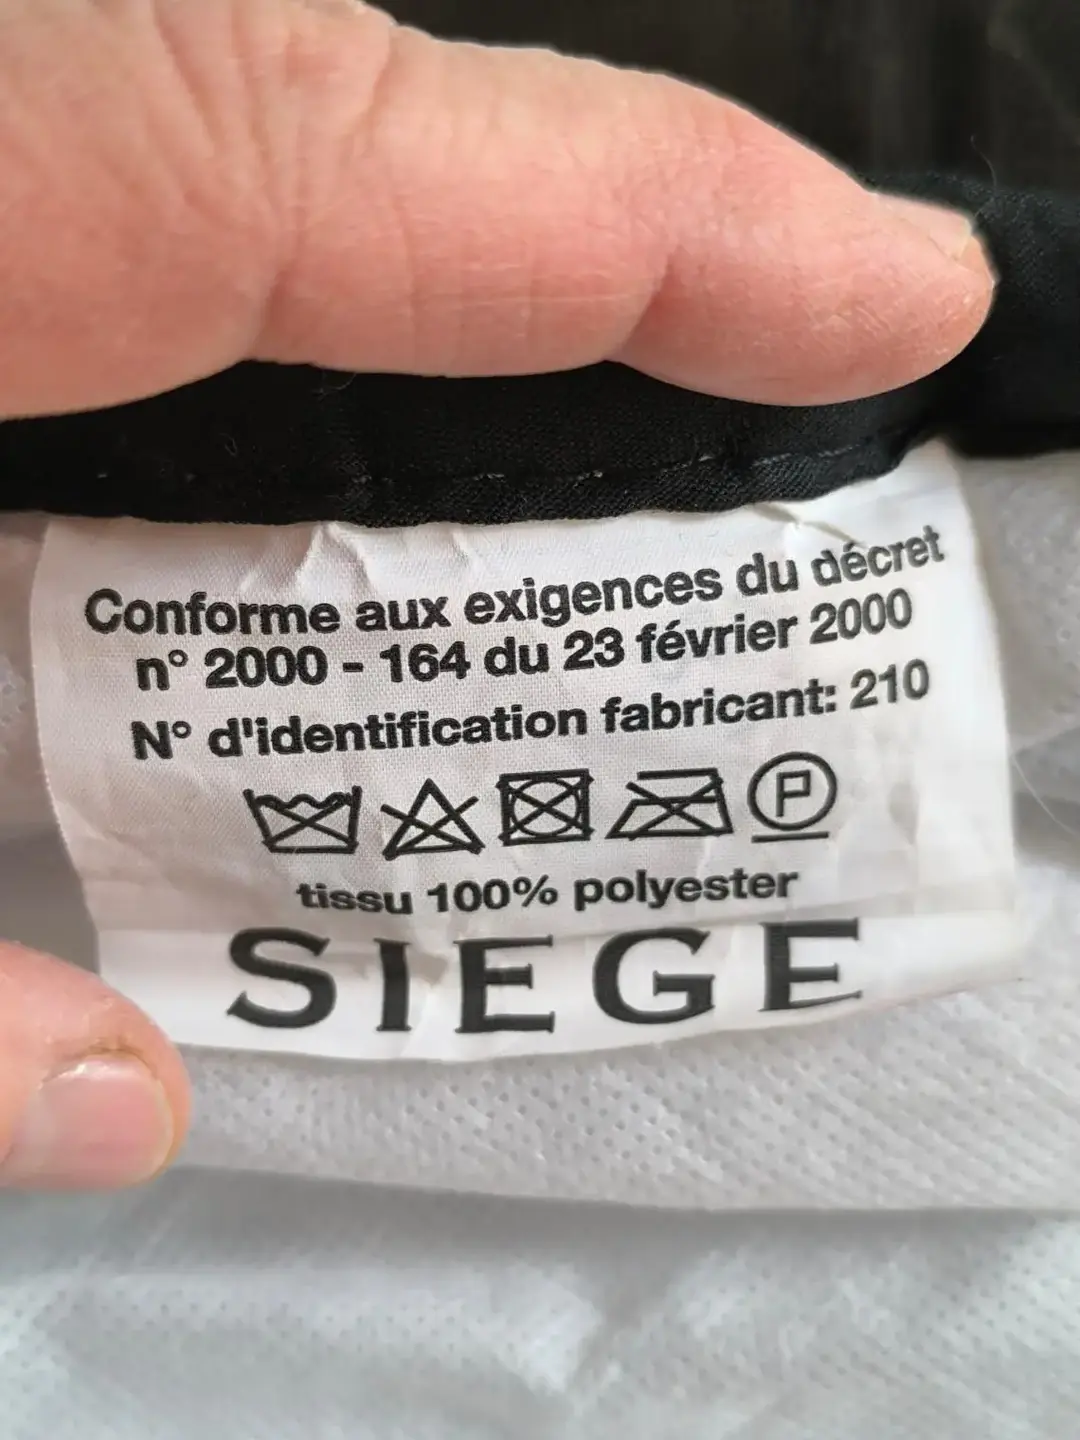 Conforme aux exigences du décret
n° 2000 - 164 du 23 février 2000
N° d'identification fabricant: 210
P
tissu 100% polyester
SIEGE